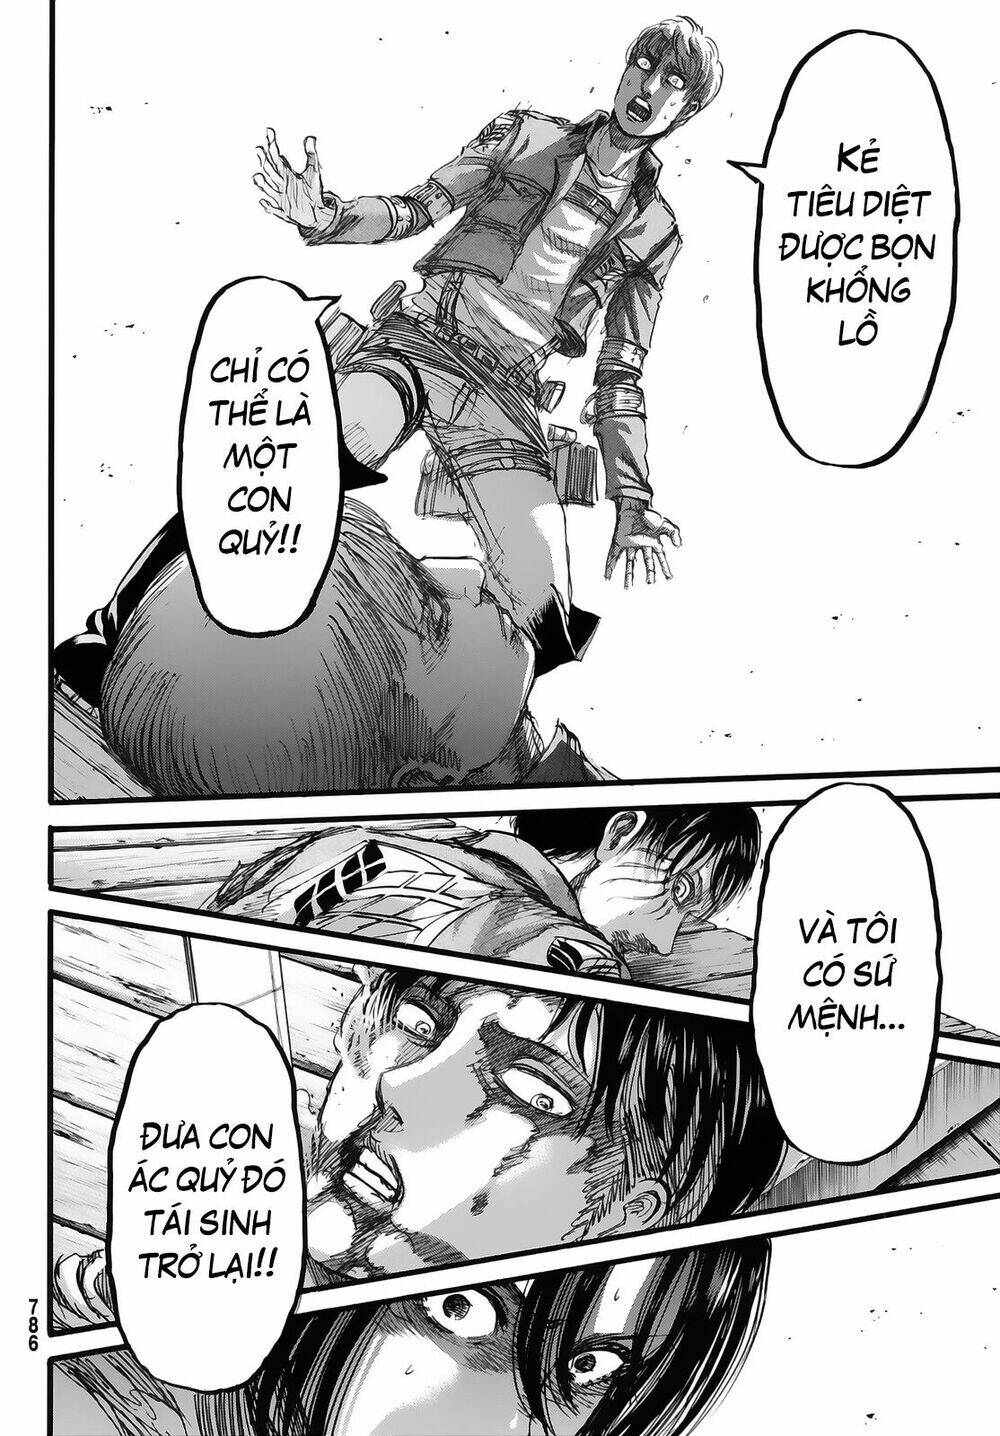 KẺ
TIÊU DIỆT
ĐƯỢC BỌN
KHỔNG
LỒ
CHỈ CÓ
THỂ LÀ
MỘT
CON
QUỶ!!
VÀ TÔI
CÓ SỨ
MỆNH...
ĐƯA CON
ÁC QUỶ ĐÓ
TÁI SINH
TRỞ LẠI!!
786